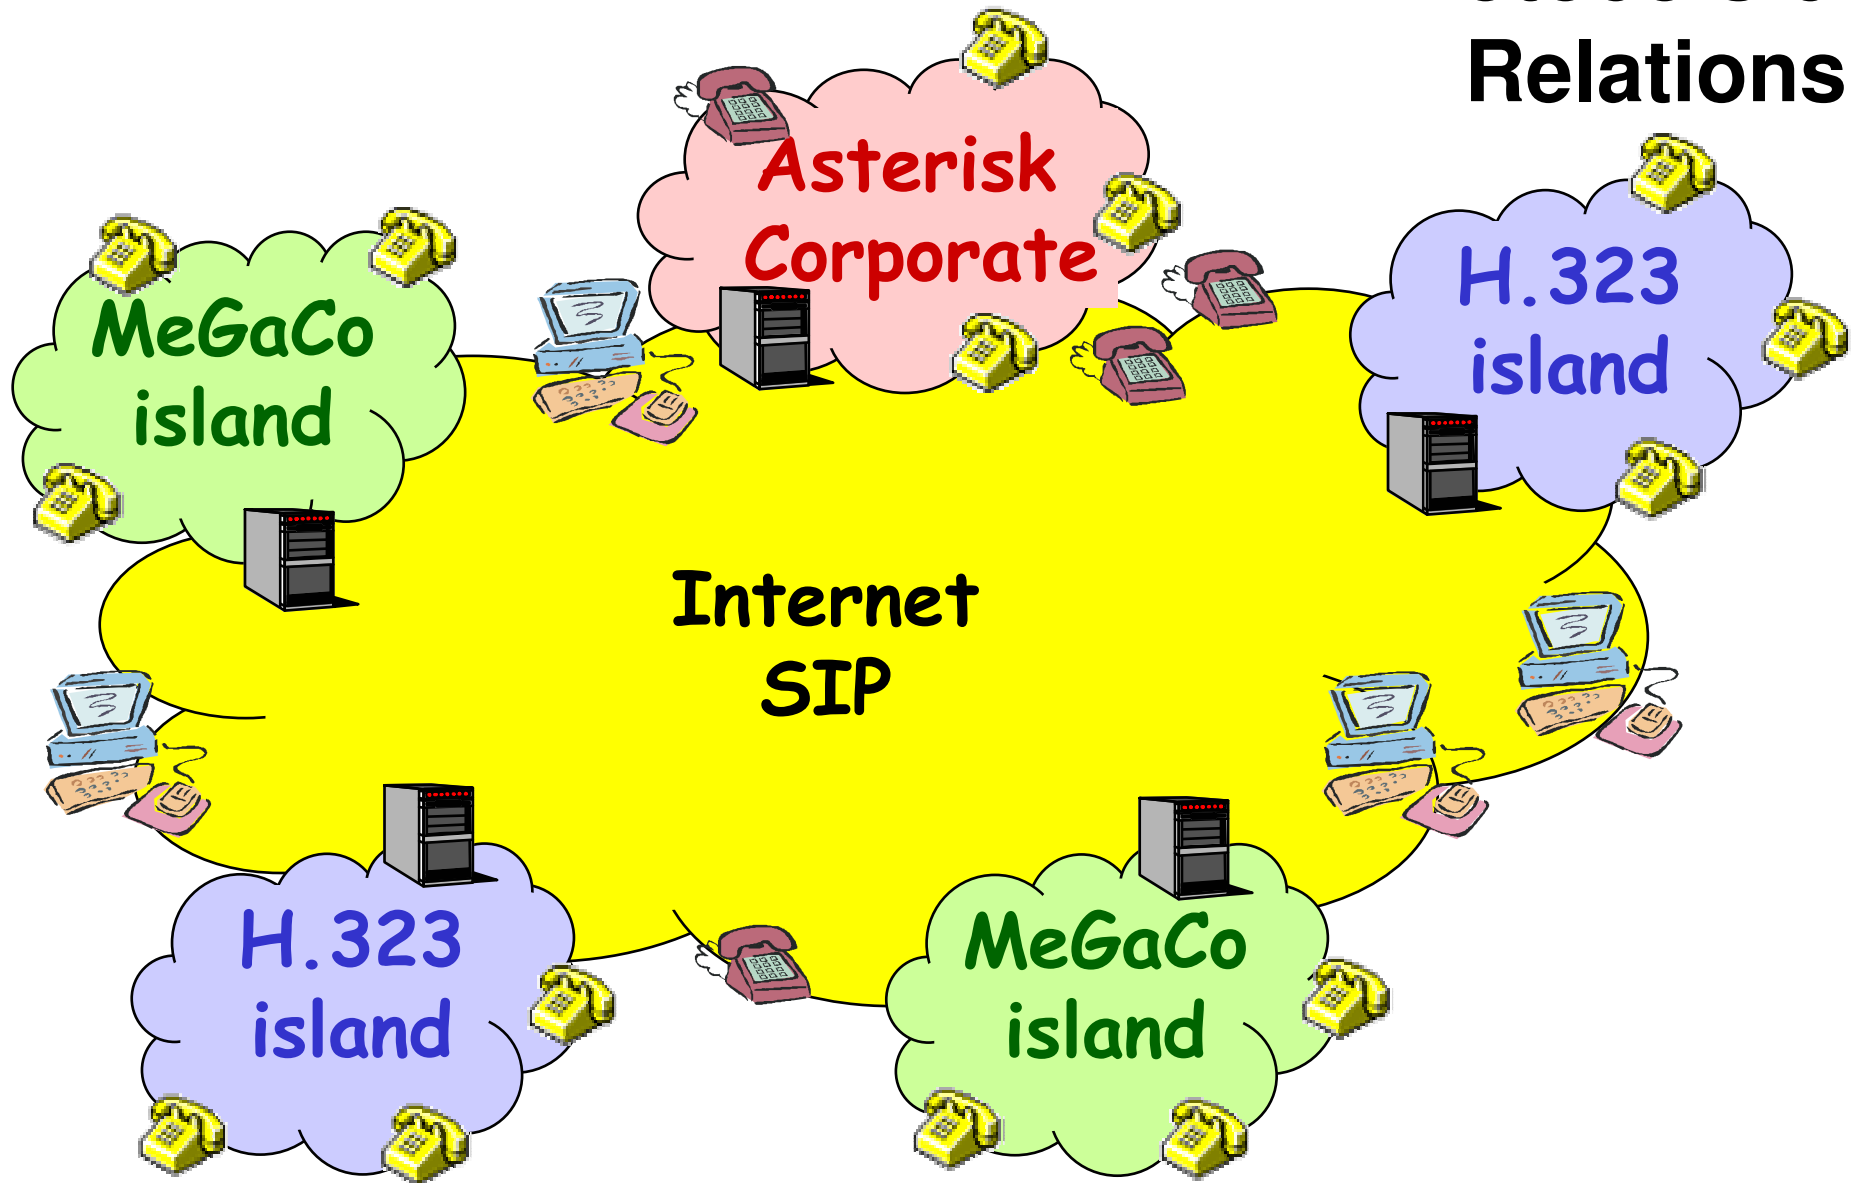 Relations
Asterisk
Corporate
H.323
island
MeGaCo
island
Internet
SIP
H.323
island
MeGaCo
island